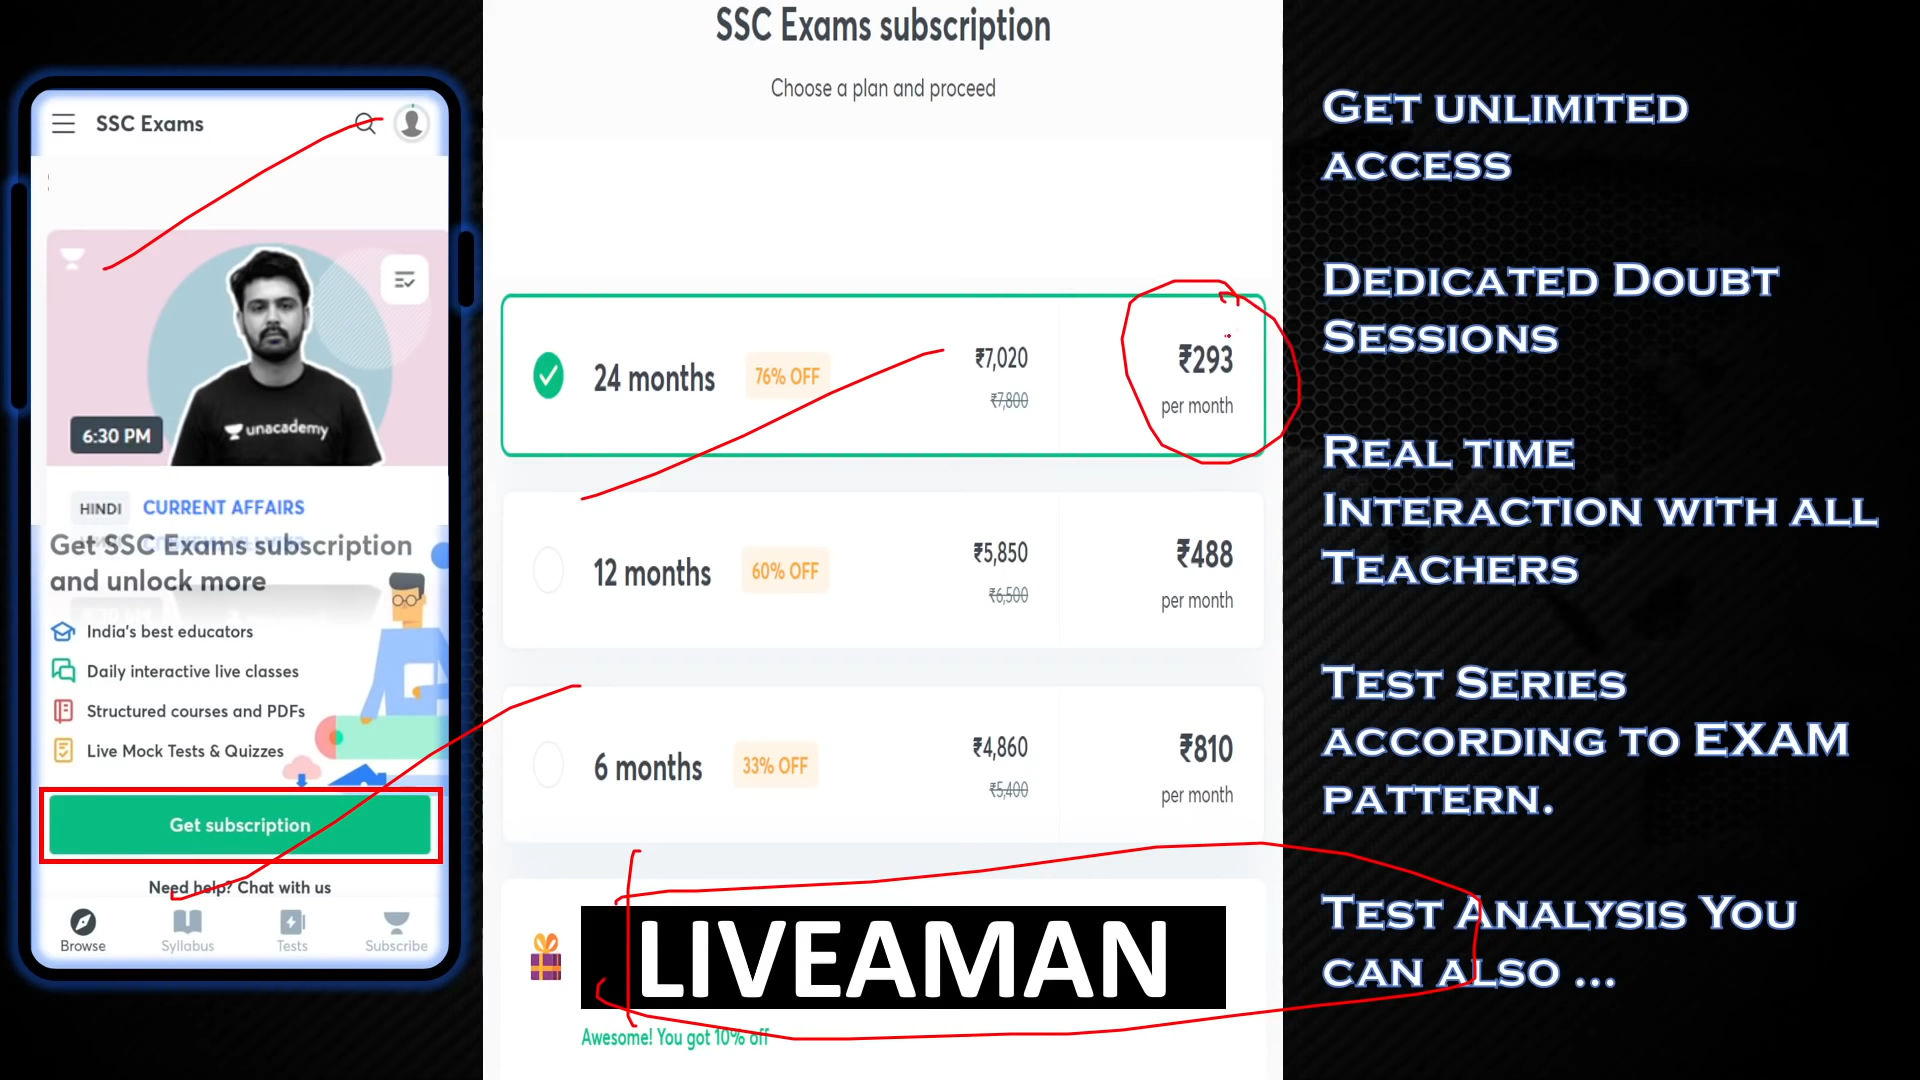 SSC Exams
6:30 PM
unacademy
HINDI CURRENT AFFAIRS
Get SSC Exams subscription
and unlock more
India's best educators
Daily interactive live classes
Structured courses and PDFs
Live Mock Tests & Quizzes
Get subscription
Need help? Chat with us
Browse Syllabus Tests Subscribe
SSC Exams subscription
Choose a plan and proceed
24 months 76% OFF ₹7,020 ₹293
₹7,800 per month
12 months 60% OFF ₹5,850 ₹488
₹6,500 per month
6 months 33% OFF ₹4,860 ₹810
₹5,400 per month
LIVEAMAN
Awesome! You got 10% off
GET UNLIMITED
ACCESS
DEDICATED DOUBT
SESSIONS
REAL TIME
INTERACTION WITH ALL
TEACHERS
TEST SERIES
ACCORDING TO EXAM
PATTERN.
TEST ANALYSIS YOU
CAN ALSO ...